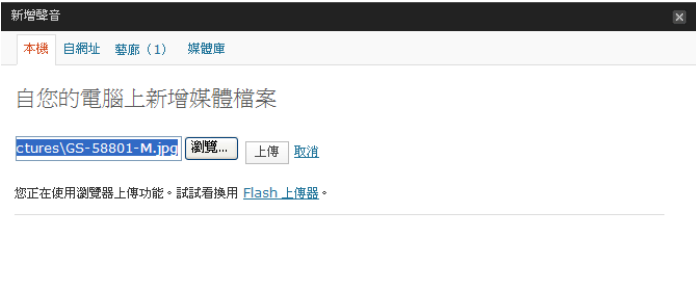 新增聲音
本機 自網址 藝廊（1） 媒體庫
自您的電腦上新增媒體檔案
ctures\GS-58801-M.jpg 瀏覽... 上傳 取消
您正在使用瀏覽器上傳功能。試試看換用 Flash 上傳器。